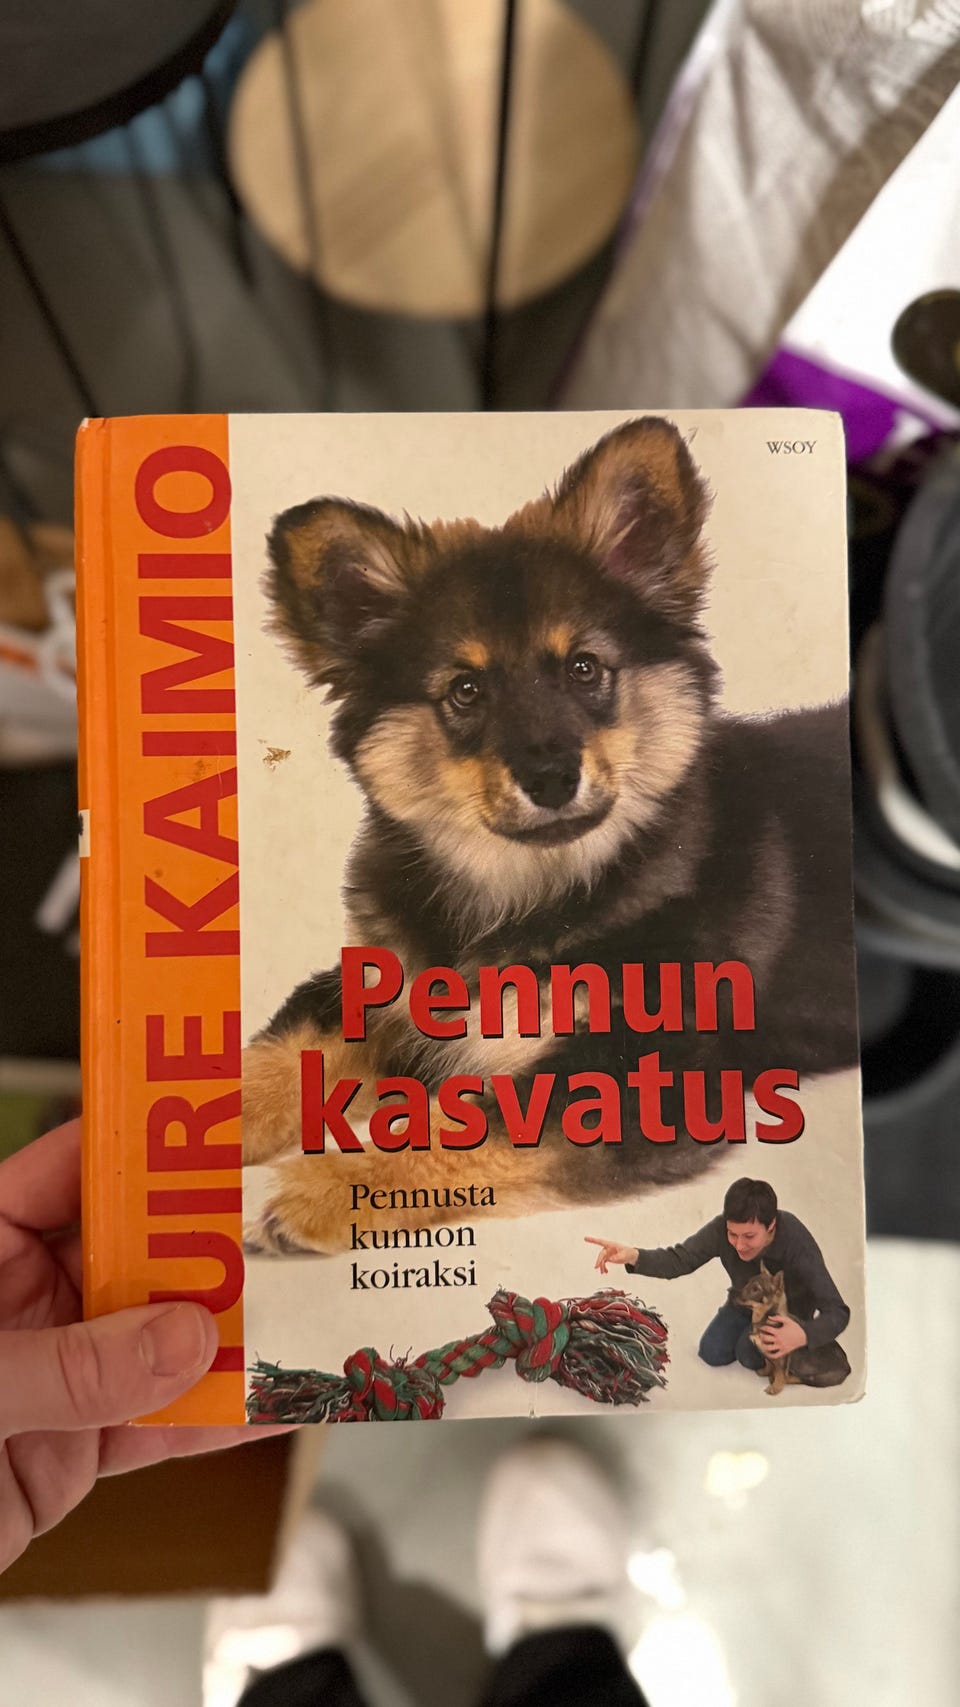 WSOY
TUIRE KAIMIO
Pennun
kasvatus
Pennusta
kunnon
koiraksi